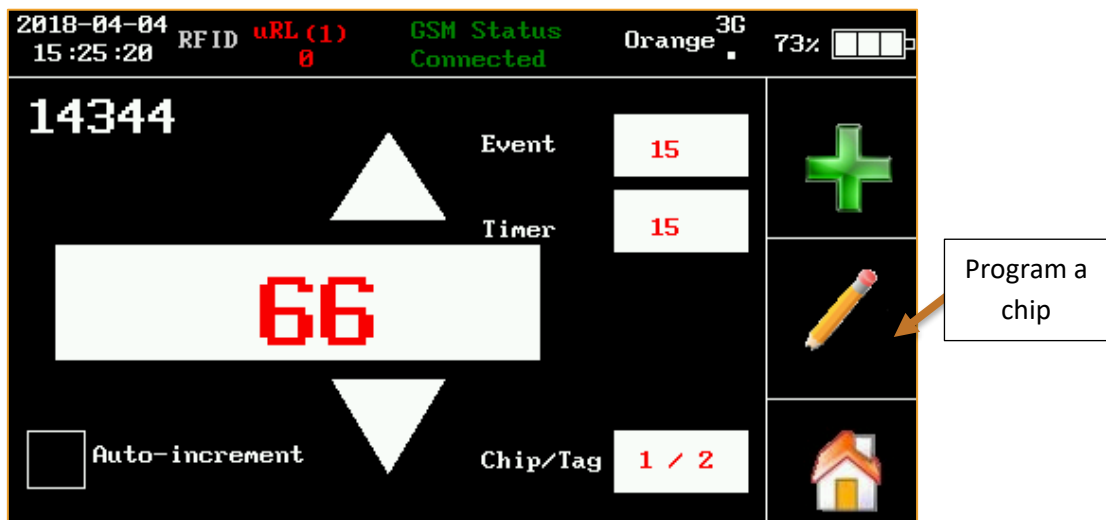 2018-04-04
15:25:20
RFID
uRL(1)
0
GSM Status
Connected
Orange
3G
73%
14344
Event
15
Timer
15
66
Program a
chip
Auto-increment
Chip/Tag
1 / 2